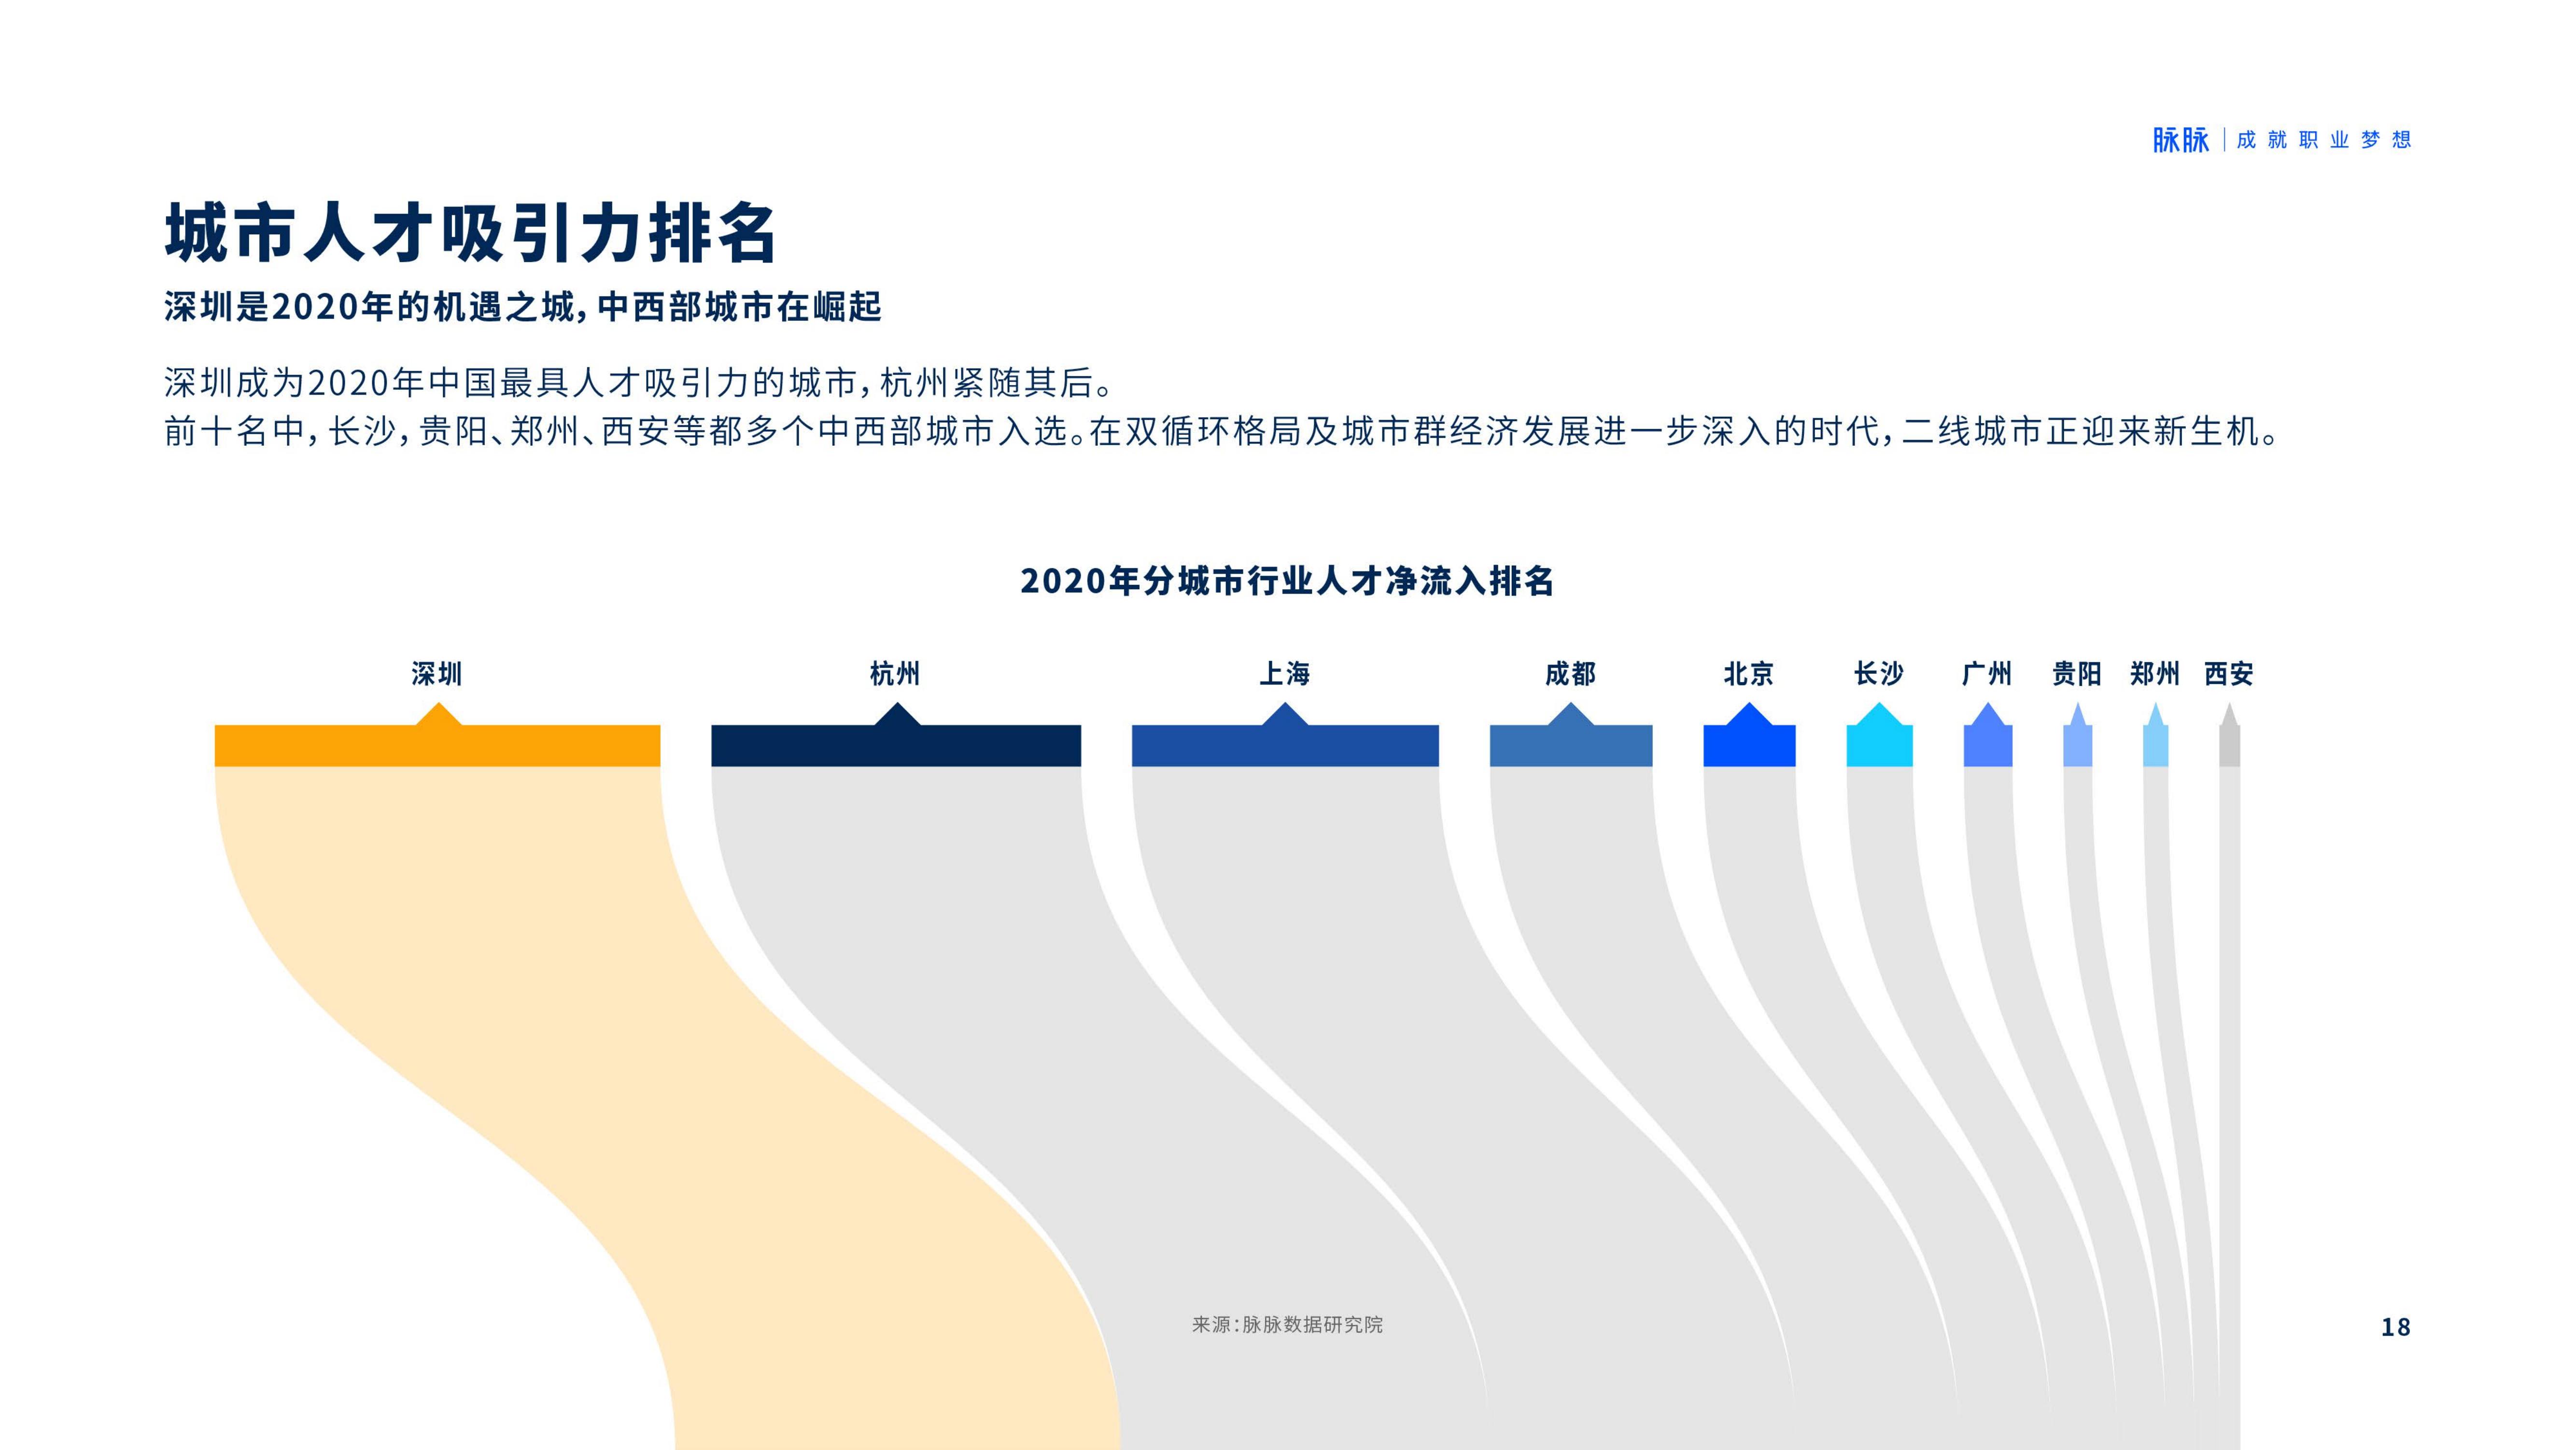 脉脉 | 成就职业梦想
城市人才吸引力排名
深圳是2020年的机遇之城，中西部城市在崛起
深圳成为2020年中国最具人才吸引力的城市，杭州紧随其后。
前十名中，长沙，贵阳、郑州、西安等都多个中西部城市入选。在双循环格局及城市群经济发展进一步深入的时代，二线城市正迎来新生机。
2020年分城市行业人才净流入排名
深圳 杭州 上海 成都 北京 长沙 广州 贵阳 郑州 西安
来源：脉脉数据研究院
18